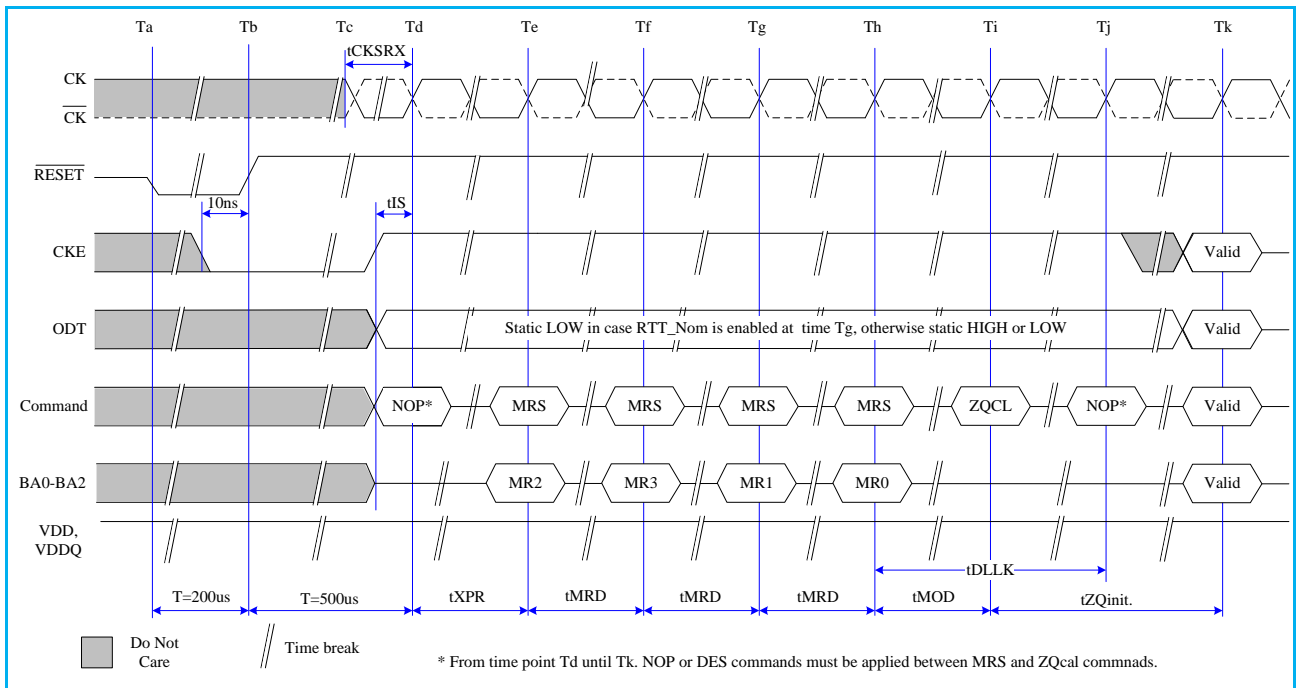 Ta Tb Tc Td Te Tf Tg Th Ti Tj Tk
tCKSRX
CK
CK
RESET
10ns
tIS
CKE
Valid
ODT
Static LOW in case RTT_Nom is enabled at time Tg, otherwise static HIGH or LOW
Valid
Command
NOP* MRS MRS MRS MRS ZQCL NOP* Valid
BA0-BA2
MR2 MR3 MR1 MR0 Valid
VDD,
VDDQ
tDLLK
T=200us T=500us tXPR tMRD tMRD tMRD tMOD tZQinit.
Do Not
Care
Time break
* From time point Td until Tk. NOP or DES commands must be applied between MRS and ZQcal commnads.